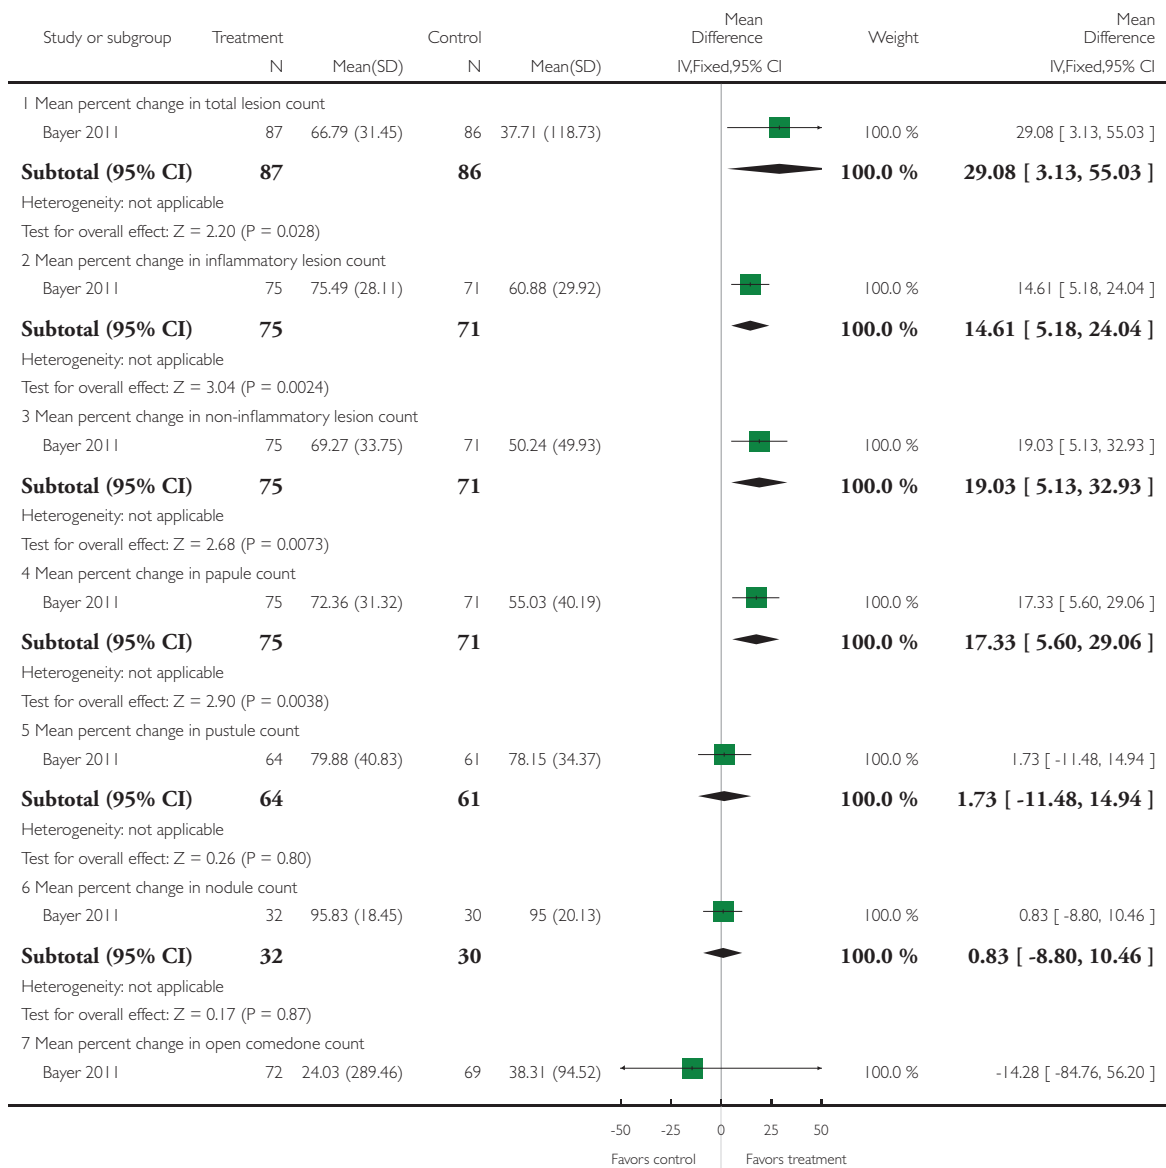 Study or subgroup Treatment Control Mean Difference Weight Mean Difference
N Mean(SD) N Mean(SD) IV,Fixed,95% CI IV,Fixed,95% CI
1 Mean percent change in total lesion count
Bayer 2011 87 66.79 (31.45) 86 37.71 (118.73) 100.0 % 29.08 [ 3.13, 55.03 ]
Subtotal (95% CI) 87 86 100.0 % 29.08 [ 3.13, 55.03 ]
Heterogeneity: not applicable
Test for overall effect: Z = 2.20 (P = 0.028)
2 Mean percent change in inflammatory lesion count
Bayer 2011 75 75.49 (28.11) 71 60.88 (29.92) 100.0 % 14.61 [ 5.18, 24.04 ]
Subtotal (95% CI) 75 71 100.0 % 14.61 [ 5.18, 24.04 ]
Heterogeneity: not applicable
Test for overall effect: Z = 3.04 (P = 0.0024)
3 Mean percent change in non-inflammatory lesion count
Bayer 2011 75 69.27 (33.75) 71 50.24 (49.93) 100.0 % 19.03 [ 5.13, 32.93 ]
Subtotal (95% CI) 75 71 100.0 % 19.03 [ 5.13, 32.93 ]
Heterogeneity: not applicable
Test for overall effect: Z = 2.68 (P = 0.0073)
4 Mean percent change in papule count
Bayer 2011 75 72.36 (31.32) 71 55.03 (40.19) 100.0 % 17.33 [ 5.60, 29.06 ]
Subtotal (95% CI) 75 71 100.0 % 17.33 [ 5.60, 29.06 ]
Heterogeneity: not applicable
Test for overall effect: Z = 2.90 (P = 0.0038)
5 Mean percent change in pustule count
Bayer 2011 64 79.88 (40.83) 61 78.15 (34.37) 100.0 % 1.73 [ -11.48, 14.94 ]
Subtotal (95% CI) 64 61 100.0 % 1.73 [ -11.48, 14.94 ]
Heterogeneity: not applicable
Test for overall effect: Z = 0.26 (P = 0.80)
6 Mean percent change in nodule count
Bayer 2011 32 95.83 (18.45) 30 95 (20.13) 100.0 % 0.83 [ -8.80, 10.46 ]
Subtotal (95% CI) 32 30 100.0 % 0.83 [ -8.80, 10.46 ]
Heterogeneity: not applicable
Test for overall effect: Z = 0.17 (P = 0.87)
7 Mean percent change in open comedone count
Bayer 2011 72 24.03 (289.46) 69 38.31 (94.52) 100.0 % -14.28 [ -84.76, 56.20 ]
-50 -25 0 25 50
Favors control Favors treatment